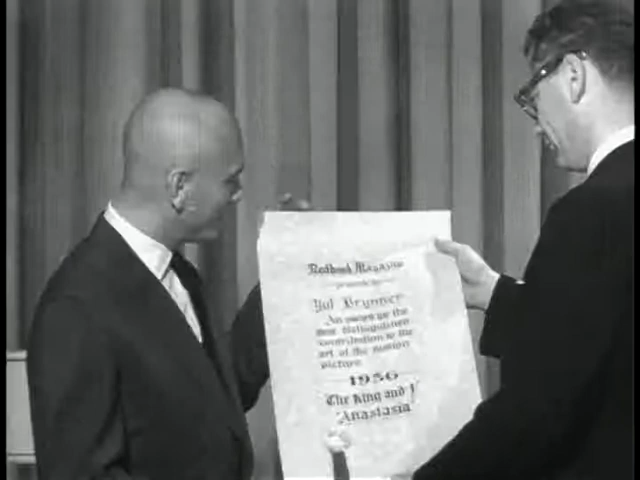 Redbook Magazine
presents to
Yul Brynner
An award for the
most distinguished
contribution to the
art of the motion
picture.
1956
"The King and I"
"Anastasia"